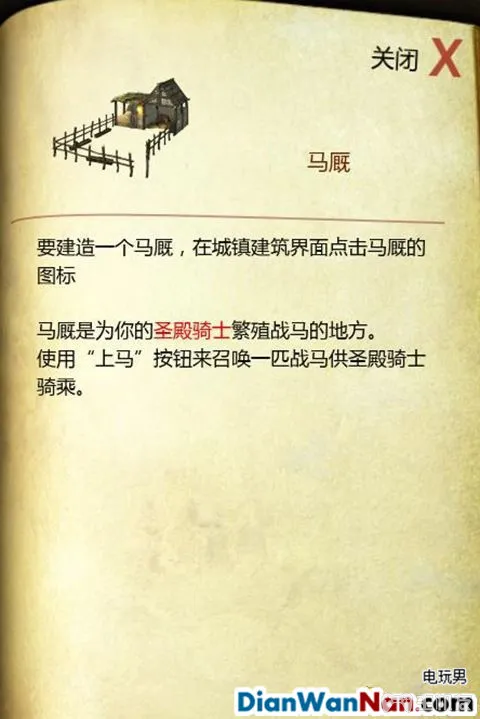 关闭 X
马厩
要建造一个马厩，在城镇建筑界面点击马厩的
图标
马厩是为你的圣殿骑士繁殖战马的地方。
使用“上马”按钮来召唤一匹战马供圣殿骑士
骑乘。
电玩男
DianWanNan.com